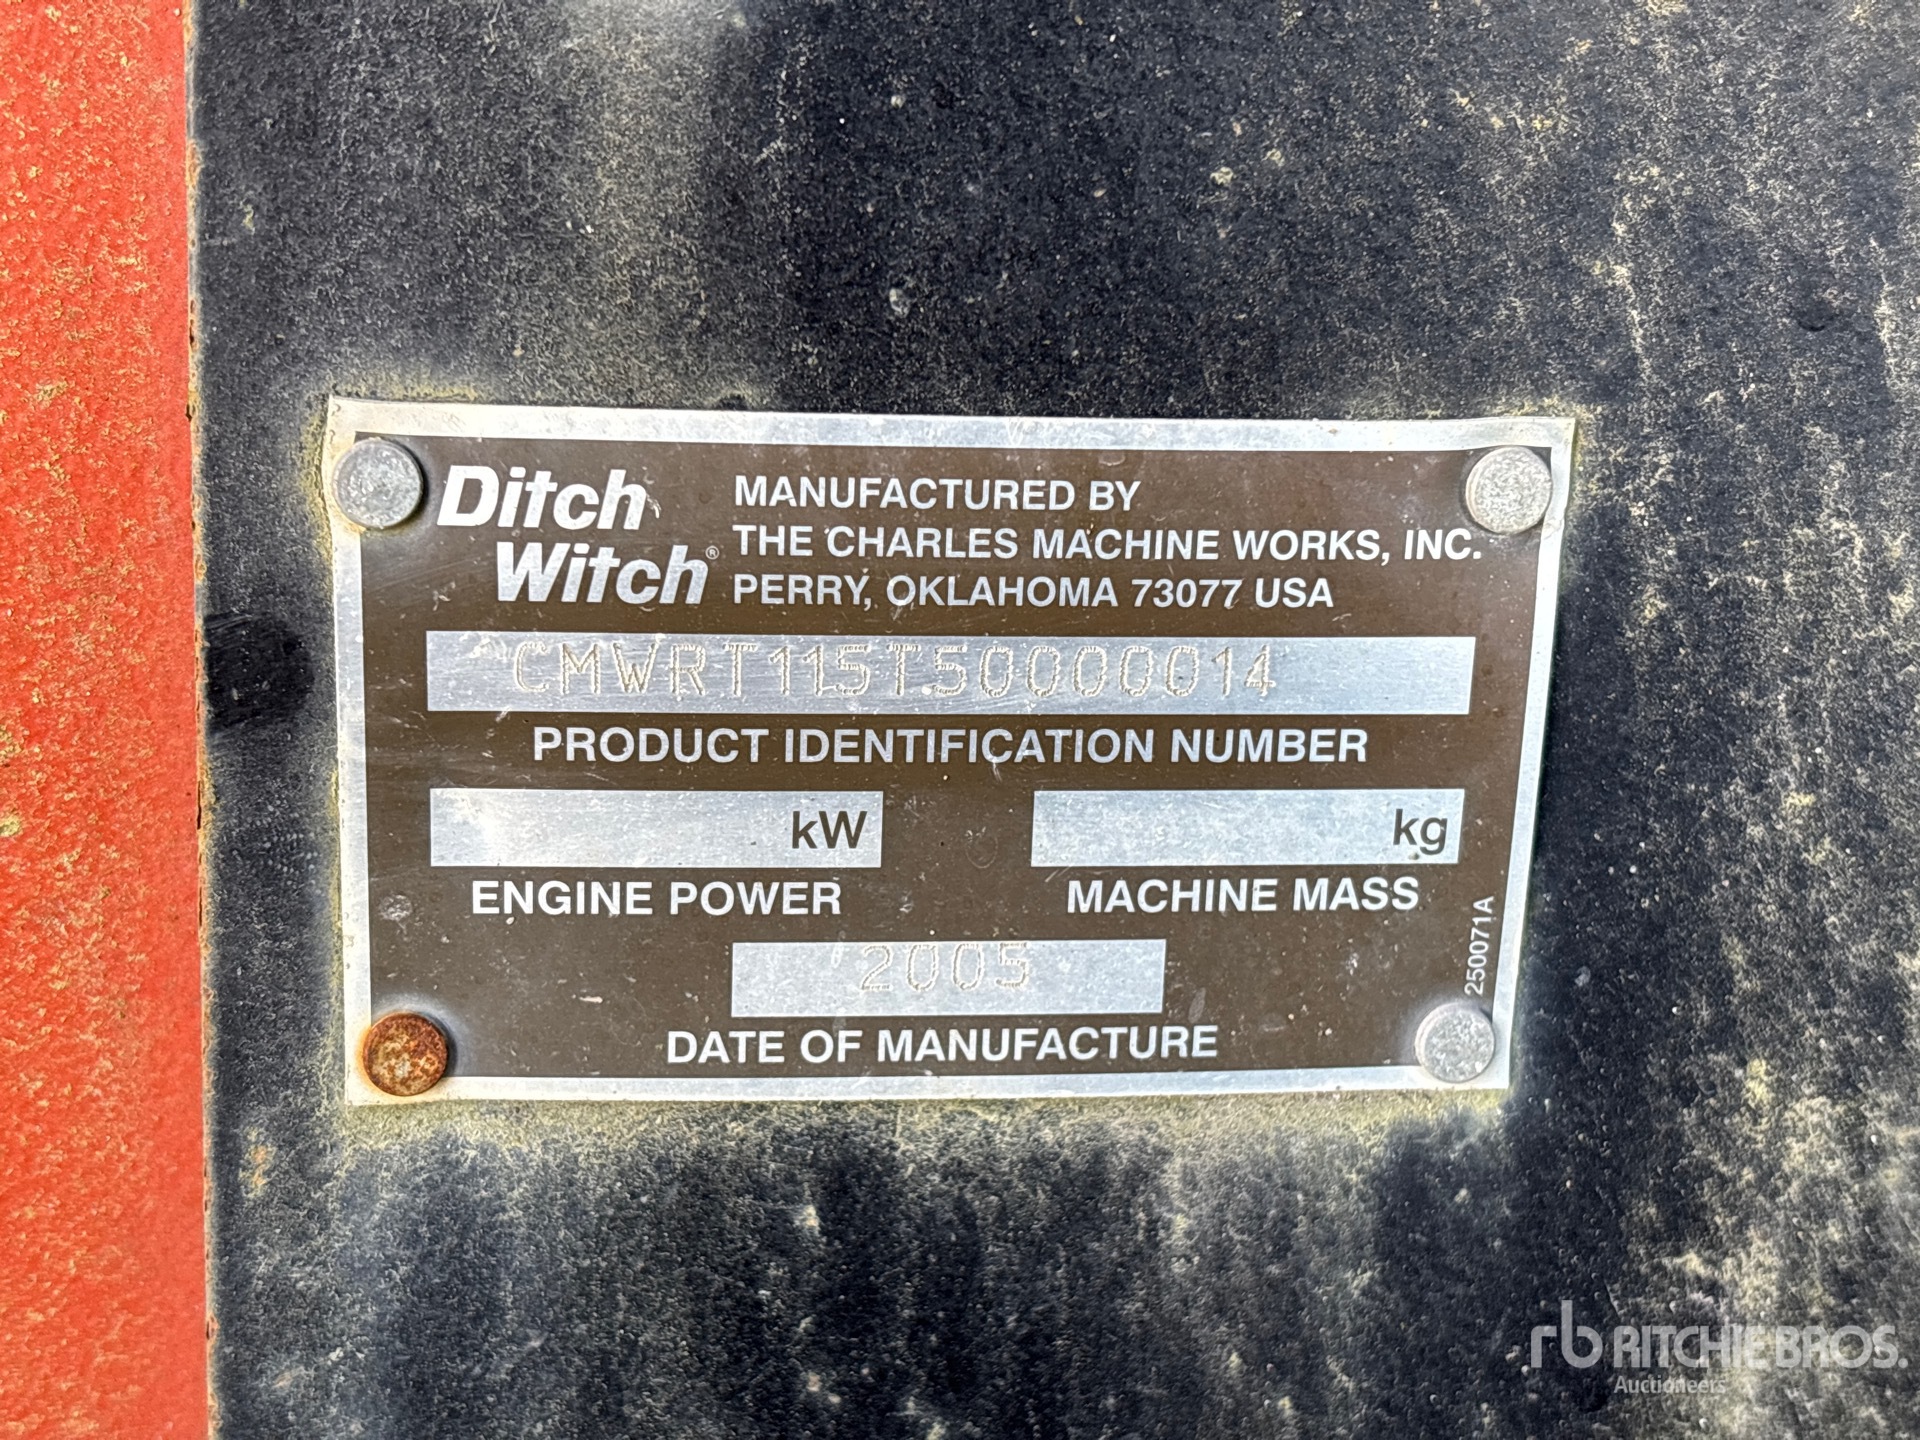 Ditch
Witch®
MANUFACTURED BY
THE CHARLES MACHINE WORKS, INC.
PERRY, OKLAHOMA 73077 USA
CMWRT115T50000014
PRODUCT IDENTIFICATION NUMBER
kW
kg
ENGINE POWER
MACHINE MASS
2005
DATE OF MANUFACTURE
250071A
rb RITCHIE BROS.
Auctioneers